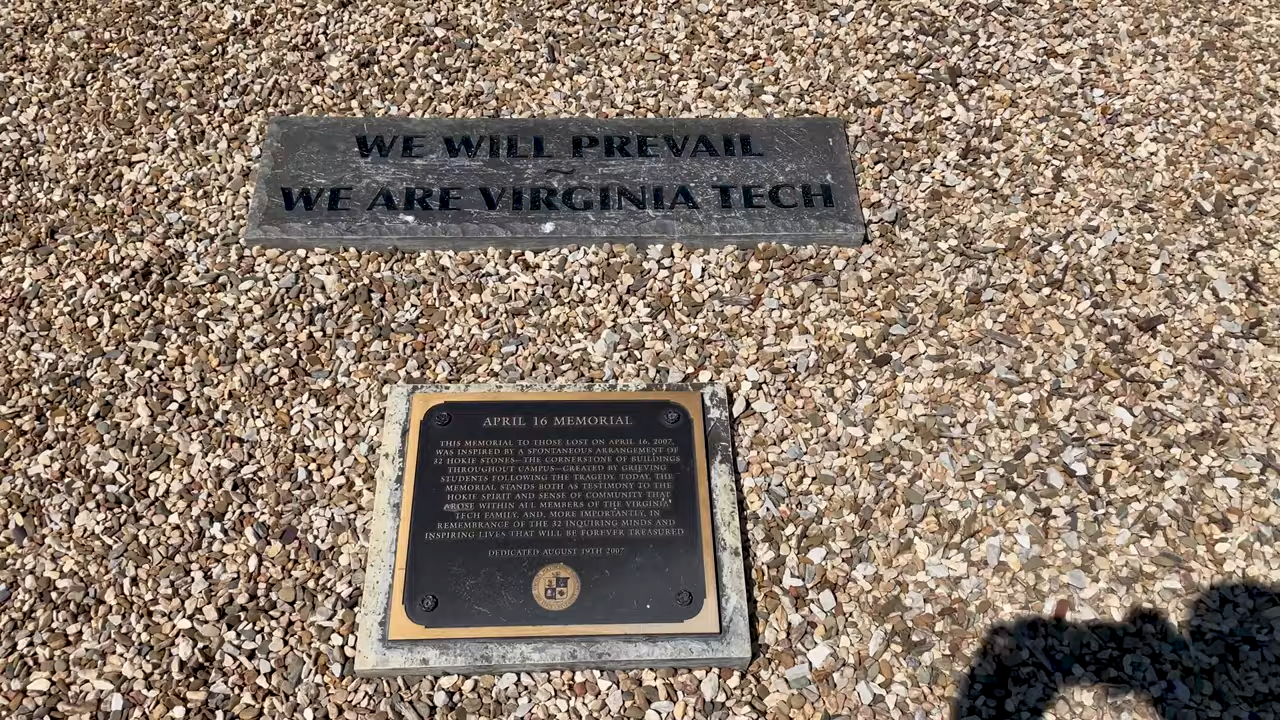 WE WILL PREVAIL
~
WE ARE VIRGINIA TECH
APRIL 16 MEMORIAL
THIS MEMORIAL TO THOSE LOST ON APRIL 16, 2007,
WAS INSPIRED BY A SPONTANEOUS ARRANGEMENT OF
32 HOKIE STONES—THE CORNERSTONE OF BUILDINGS
THROUGHOUT CAMPUS—CREATED BY GRIEVING
STUDENTS FOLLOWING THE TRAGEDY. TODAY, THE
MEMORIAL STANDS BOTH AS TESTIMONY TO THE
HOKIE SPIRIT AND SENSE OF COMMUNITY THAT
AROSE WITHIN ALL MEMBERS OF THE VIRGINIA
TECH FAMILY, AND, MORE IMPORTANTLY, IN
REMEMBRANCE OF THE 32 INQUIRING MINDS AND
INSPIRING LIVES THAT WILL BE FOREVER TREASURED
DEDICATED AUGUST 19TH 2007